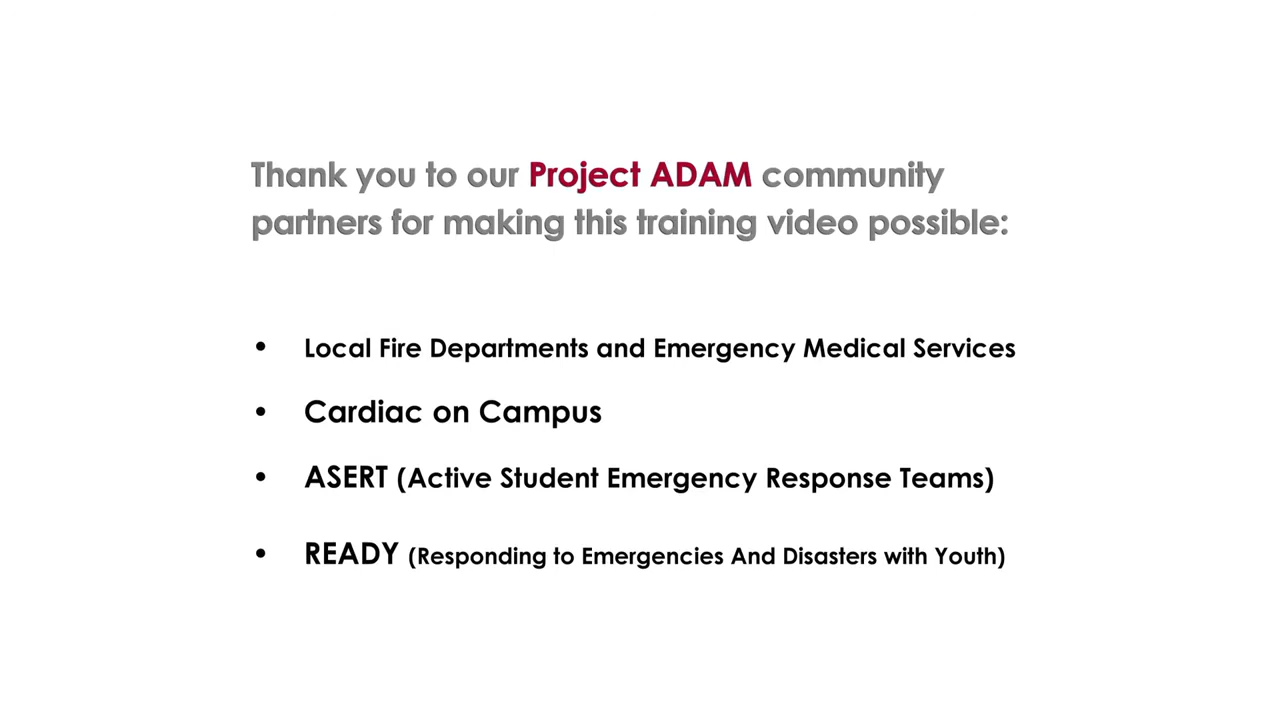 Thank you to our Project ADAM community
partners for making this training video possible:
• Local Fire Departments and Emergency Medical Services
• Cardiac on Campus
• ASERT (Active Student Emergency Response Teams)
• READY (Responding to Emergencies And Disasters with Youth)